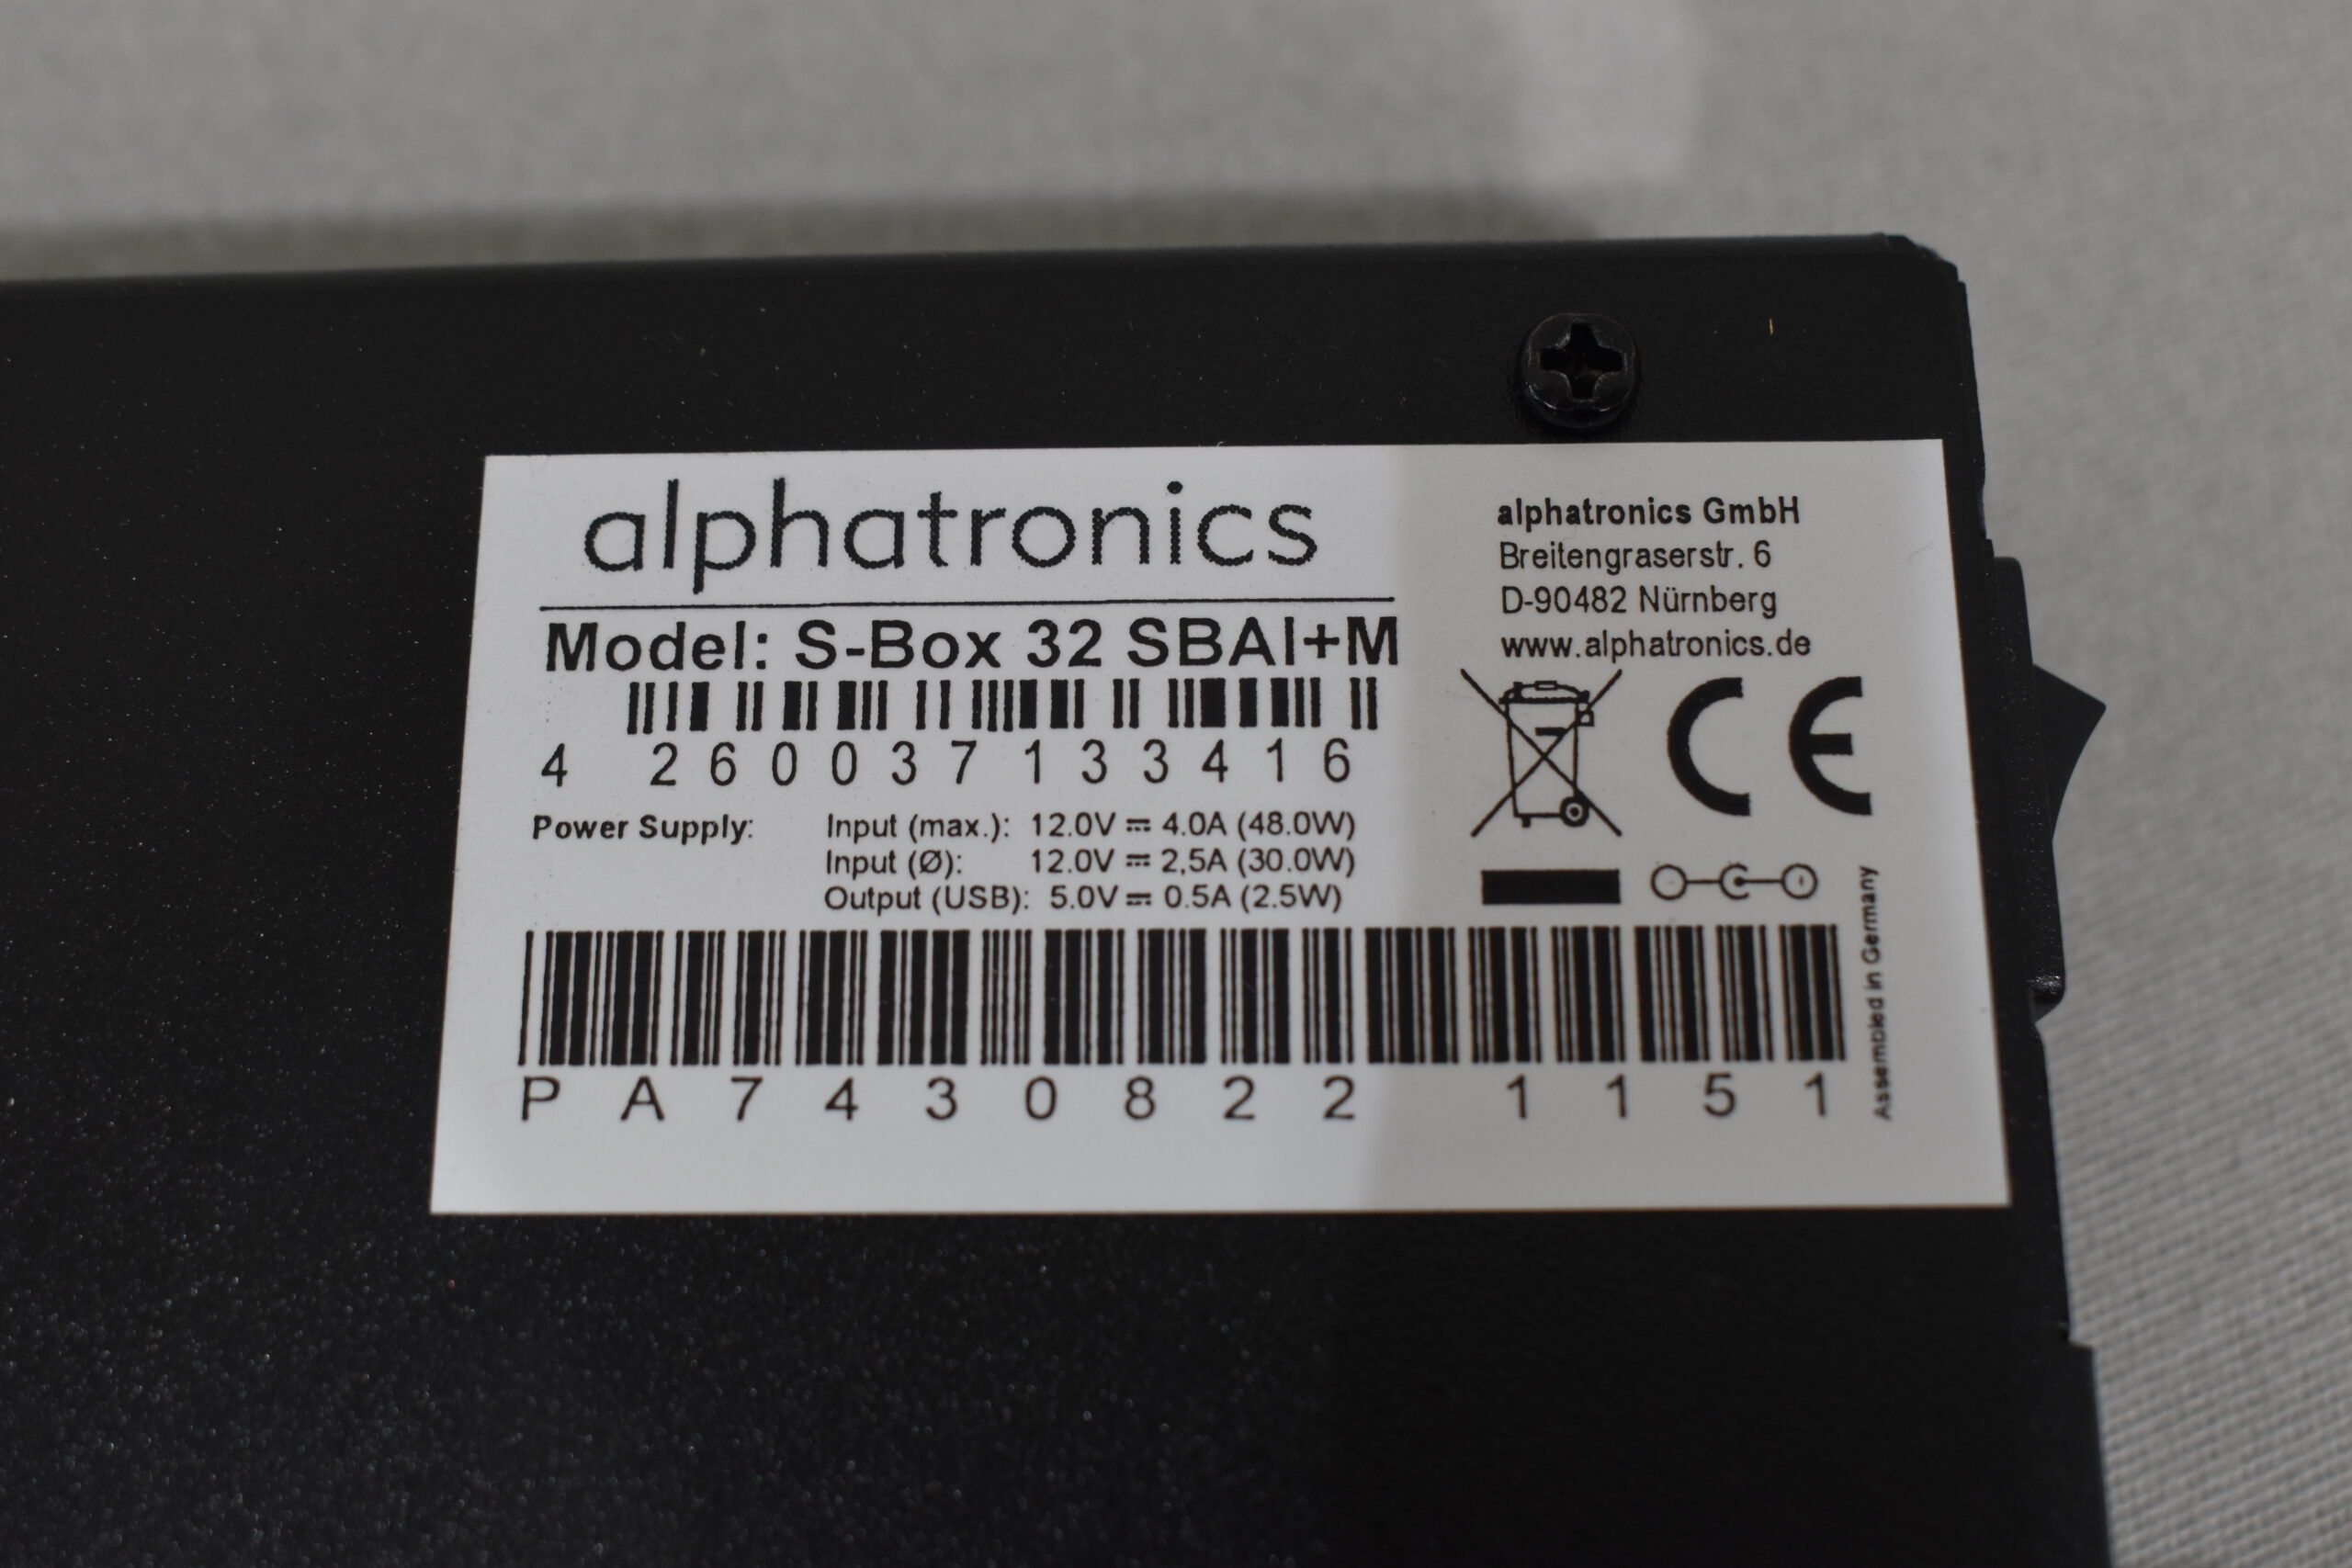 alphatronics
Model: S-Box 32 SBAI+M
4 260037 133416
Power Supply: Input (max.): 12.0V ⎓ 4.0A (48.0W)
Input (Ø): 12.0V ⎓ 2,5A (30.0W)
Output (USB): 5.0V ⎓ 0.5A (2.5W)
PA7430822 1151
alphatronics GmbH
Breitengraserstr. 6
D-90482 Nürnberg
www.alphatronics.de
CE
Assembled in Germany